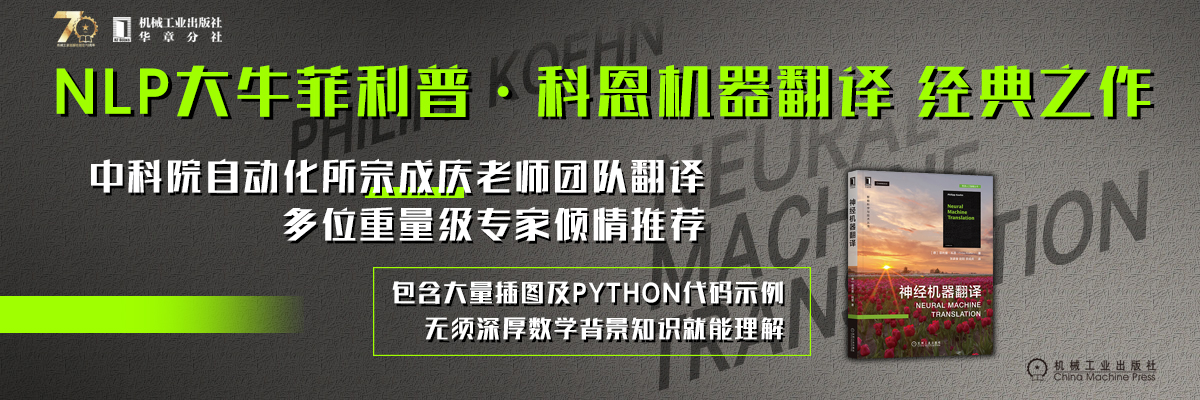 机械工业出版社
华章分社
NLP大牛菲利普·科恩机器翻译 经典之作
PHILIPP KOEHN
NEURAL
MACHINE
TRANSLATION
中科院自动化所宗成庆老师团队翻译
多位重量级专家倾情推荐
包含大量插图及PYTHON代码示例
无须深厚数学背景知识就能理解
神经机器翻译
Neural
Machine
Translation
神经机器翻译
NEURAL MACHINE
TRANSLATION
机械工业出版社
China Machine Press